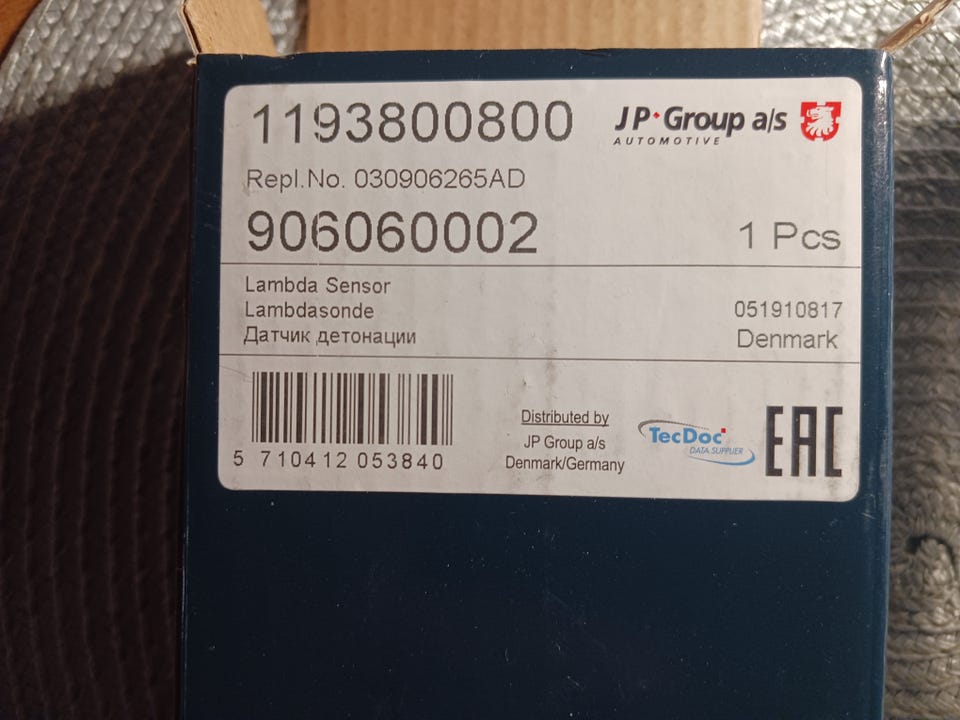 1193800800
JP Group a/s
AUTOMOTIVE
Repl.No. 030906265AD
906060002
1 Pcs
Lambda Sensor
Lambdasonde
051910817
Датчик детонации
Denmark
5 710412 053840
Distributed by
JP Group a/s
Denmark/Germany
TecDoc
DATA SUPPLIER
EAC